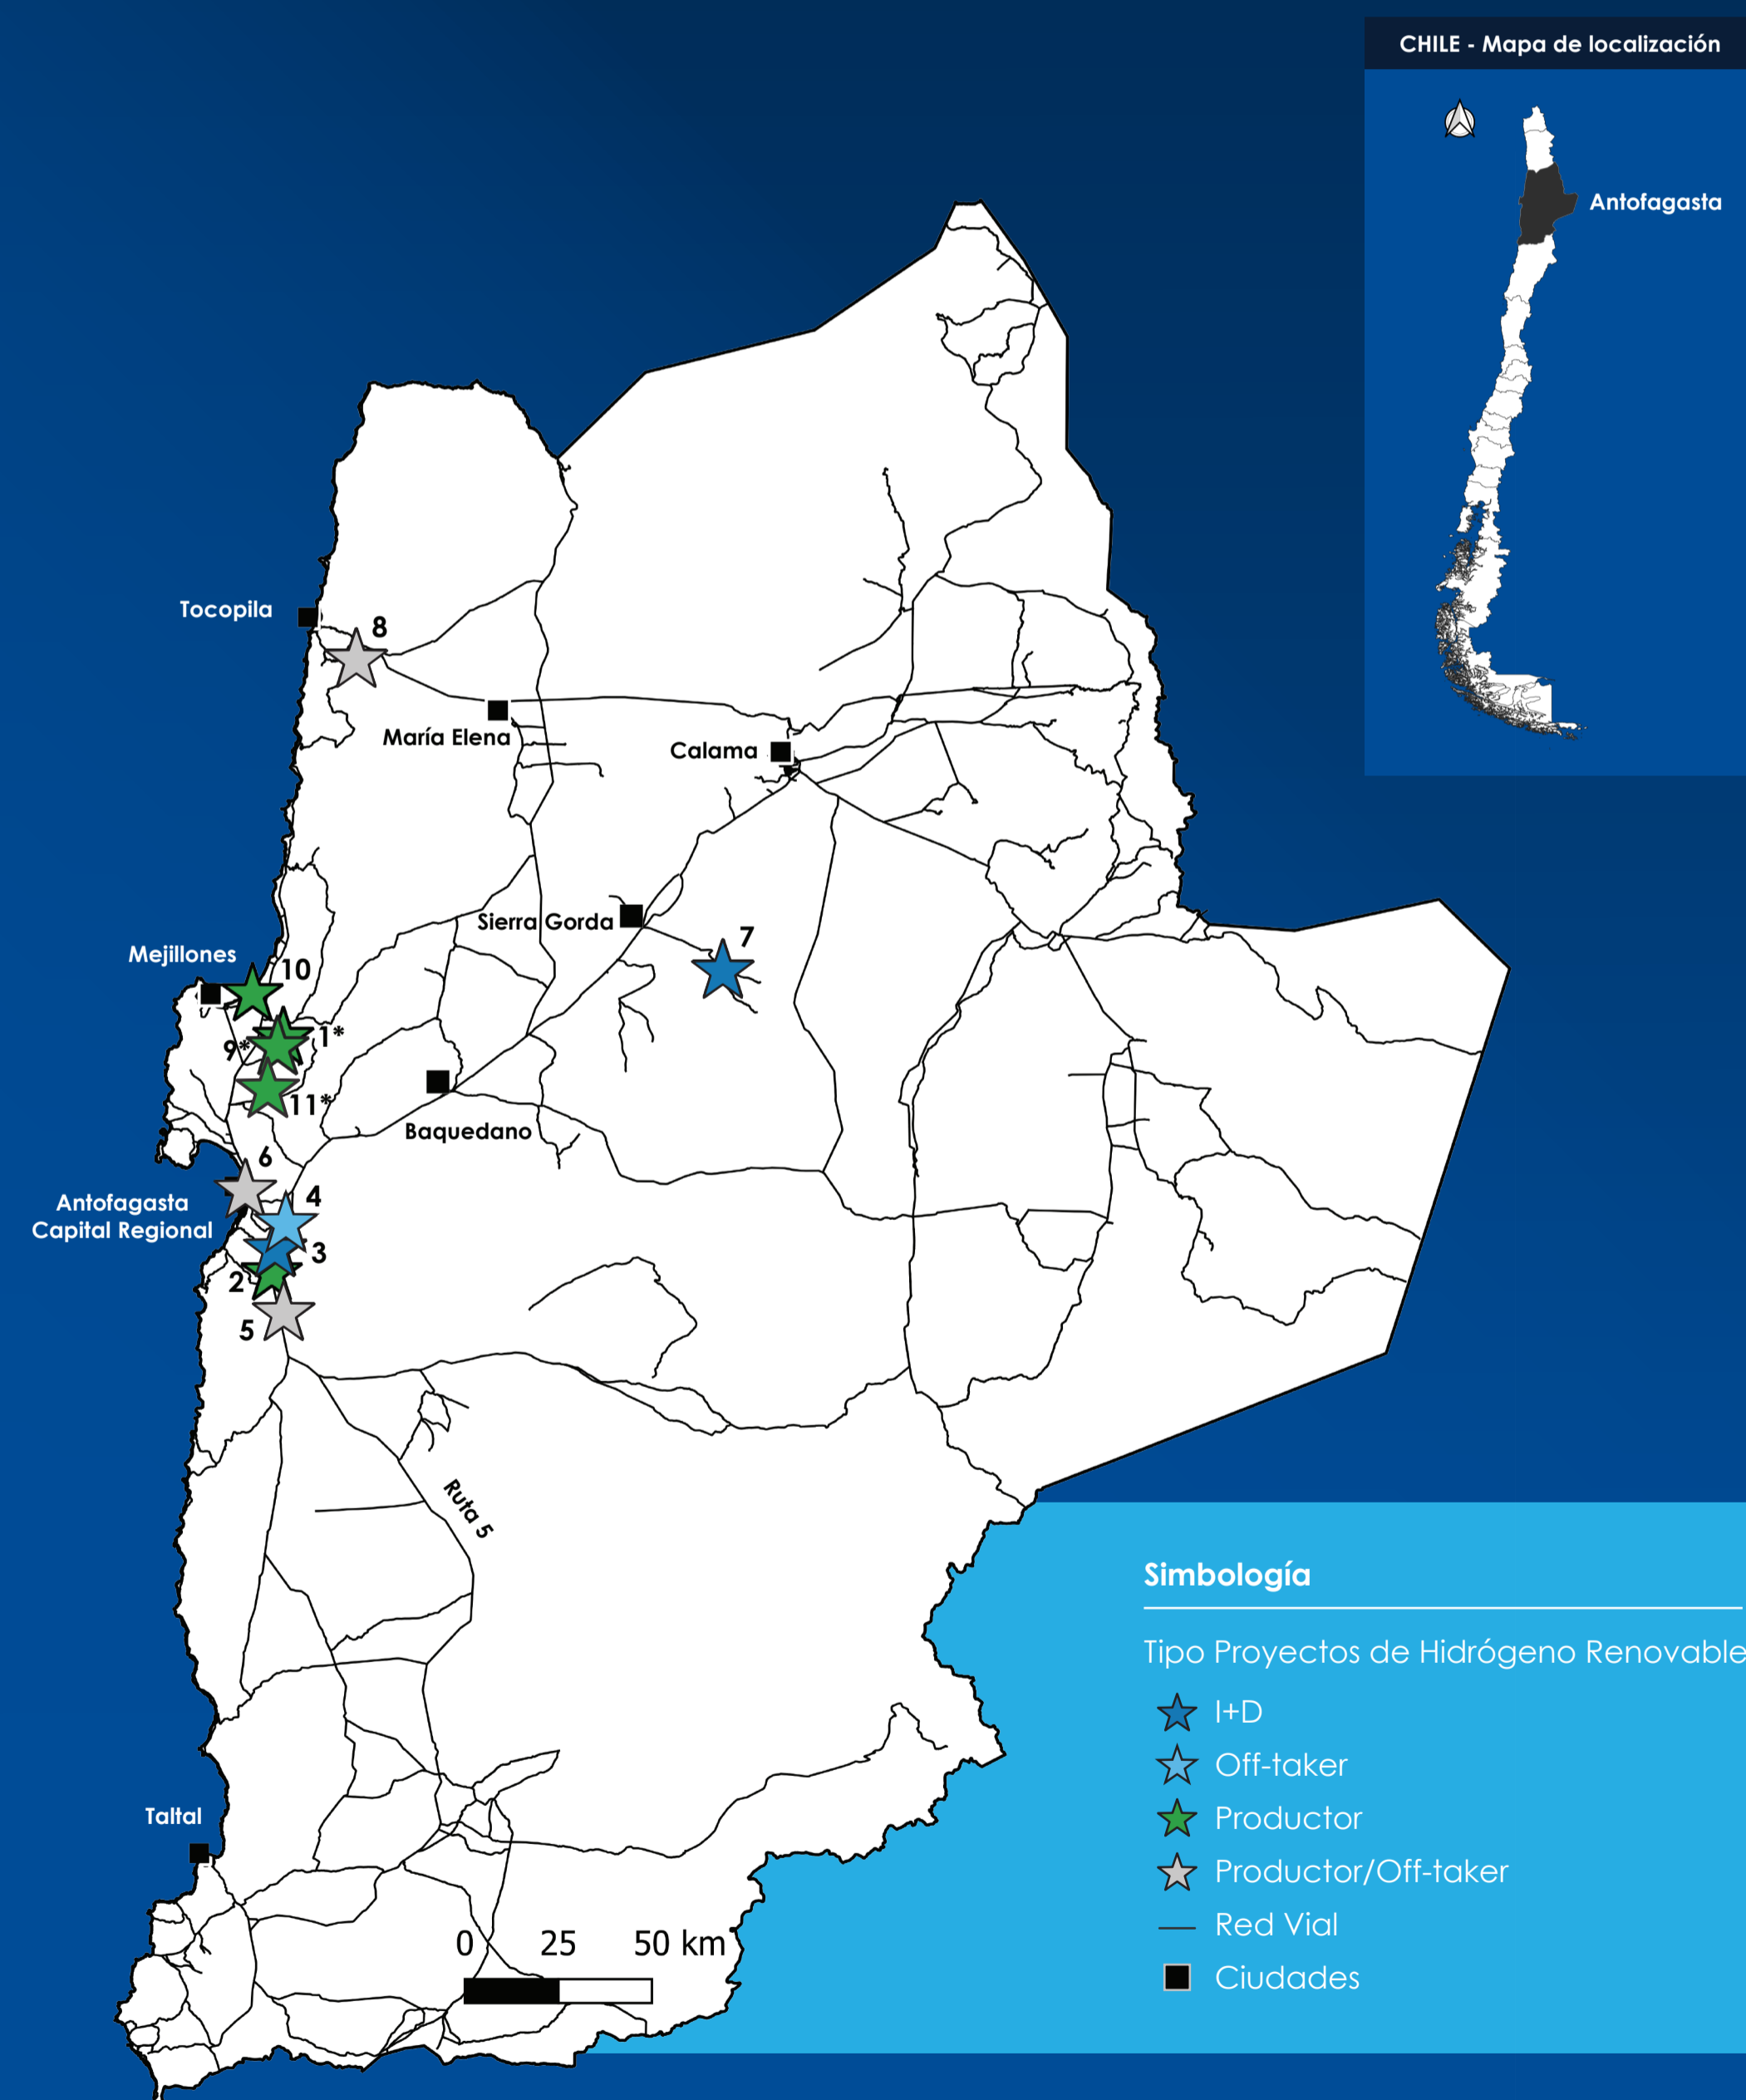 CHILE - Mapa de localización
Antofagasta
Tocopila
8
María Elena
Calama
Sierra Gorda
7
Mejillones
10
1*
9*
11*
Baquedano
6
Antofagasta
Capital Regional
4
3
2
5
Ruta 5
Simbología
Tipo Proyectos de Hidrógeno Renovable
I+D
Off-taker
Productor
Productor/Off-taker
Red Vial
Ciudades
Taltal
0 25 50 km